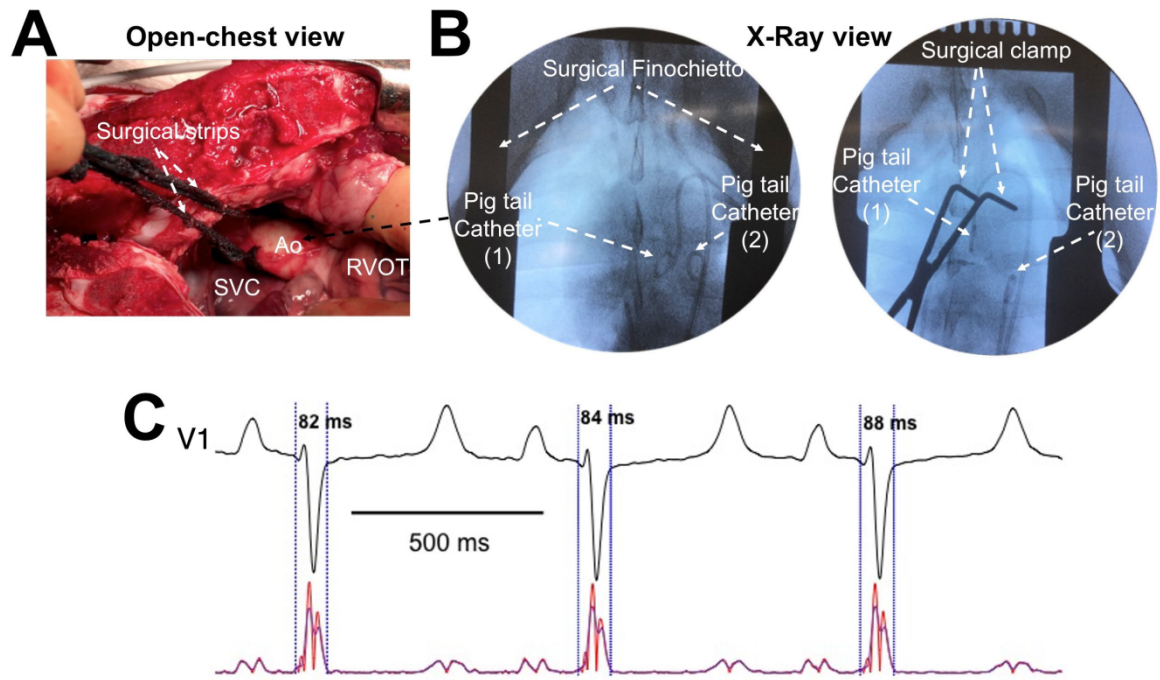 A
Open-chest view
Surgical strips
Ao
SVC
RVOT
B
X-Ray view
Surgical Finochietto
Pig tail
Catheter
(1)
Pig tail
Catheter
(2)
Surgical clamp
Pig tail
Catheter
(1)
Pig tail
Catheter
(2)
C
V1
82 ms
84 ms
88 ms
500 ms